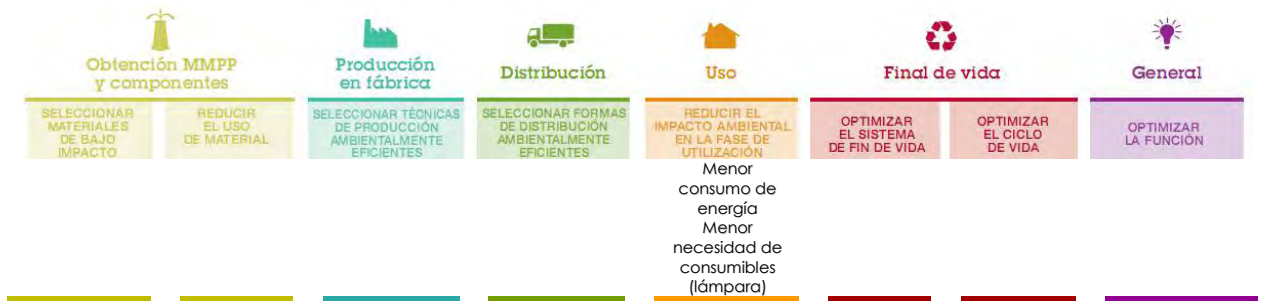 Obtención MMPP
y componentes
Producción
en fábrica
Distribución
Uso
Final de vida
General
SELECCIONAR
MATERIALES
DE BAJO
IMPACTO
REDUCIR
EL USO
DE MATERIAL
SELECCIONAR TÉCNICAS
DE PRODUCCIÓN
AMBIENTALMENTE
EFICIENTES
SELECCIONAR FORMAS
DE DISTRIBUCIÓN
AMBIENTALMENTE
EFICIENTES
REDUCIR EL
IMPACTO AMBIENTAL
EN LA FASE DE
UTILIZACIÓN
OPTIMIZAR
EL SISTEMA
DE FIN DE VIDA
OPTIMIZAR
EL CICLO
DE VIDA
OPTIMIZAR
LA FUNCIÓN
Menor
consumo de
energía
Menor
necesidad de
consumibles
(lámpara)